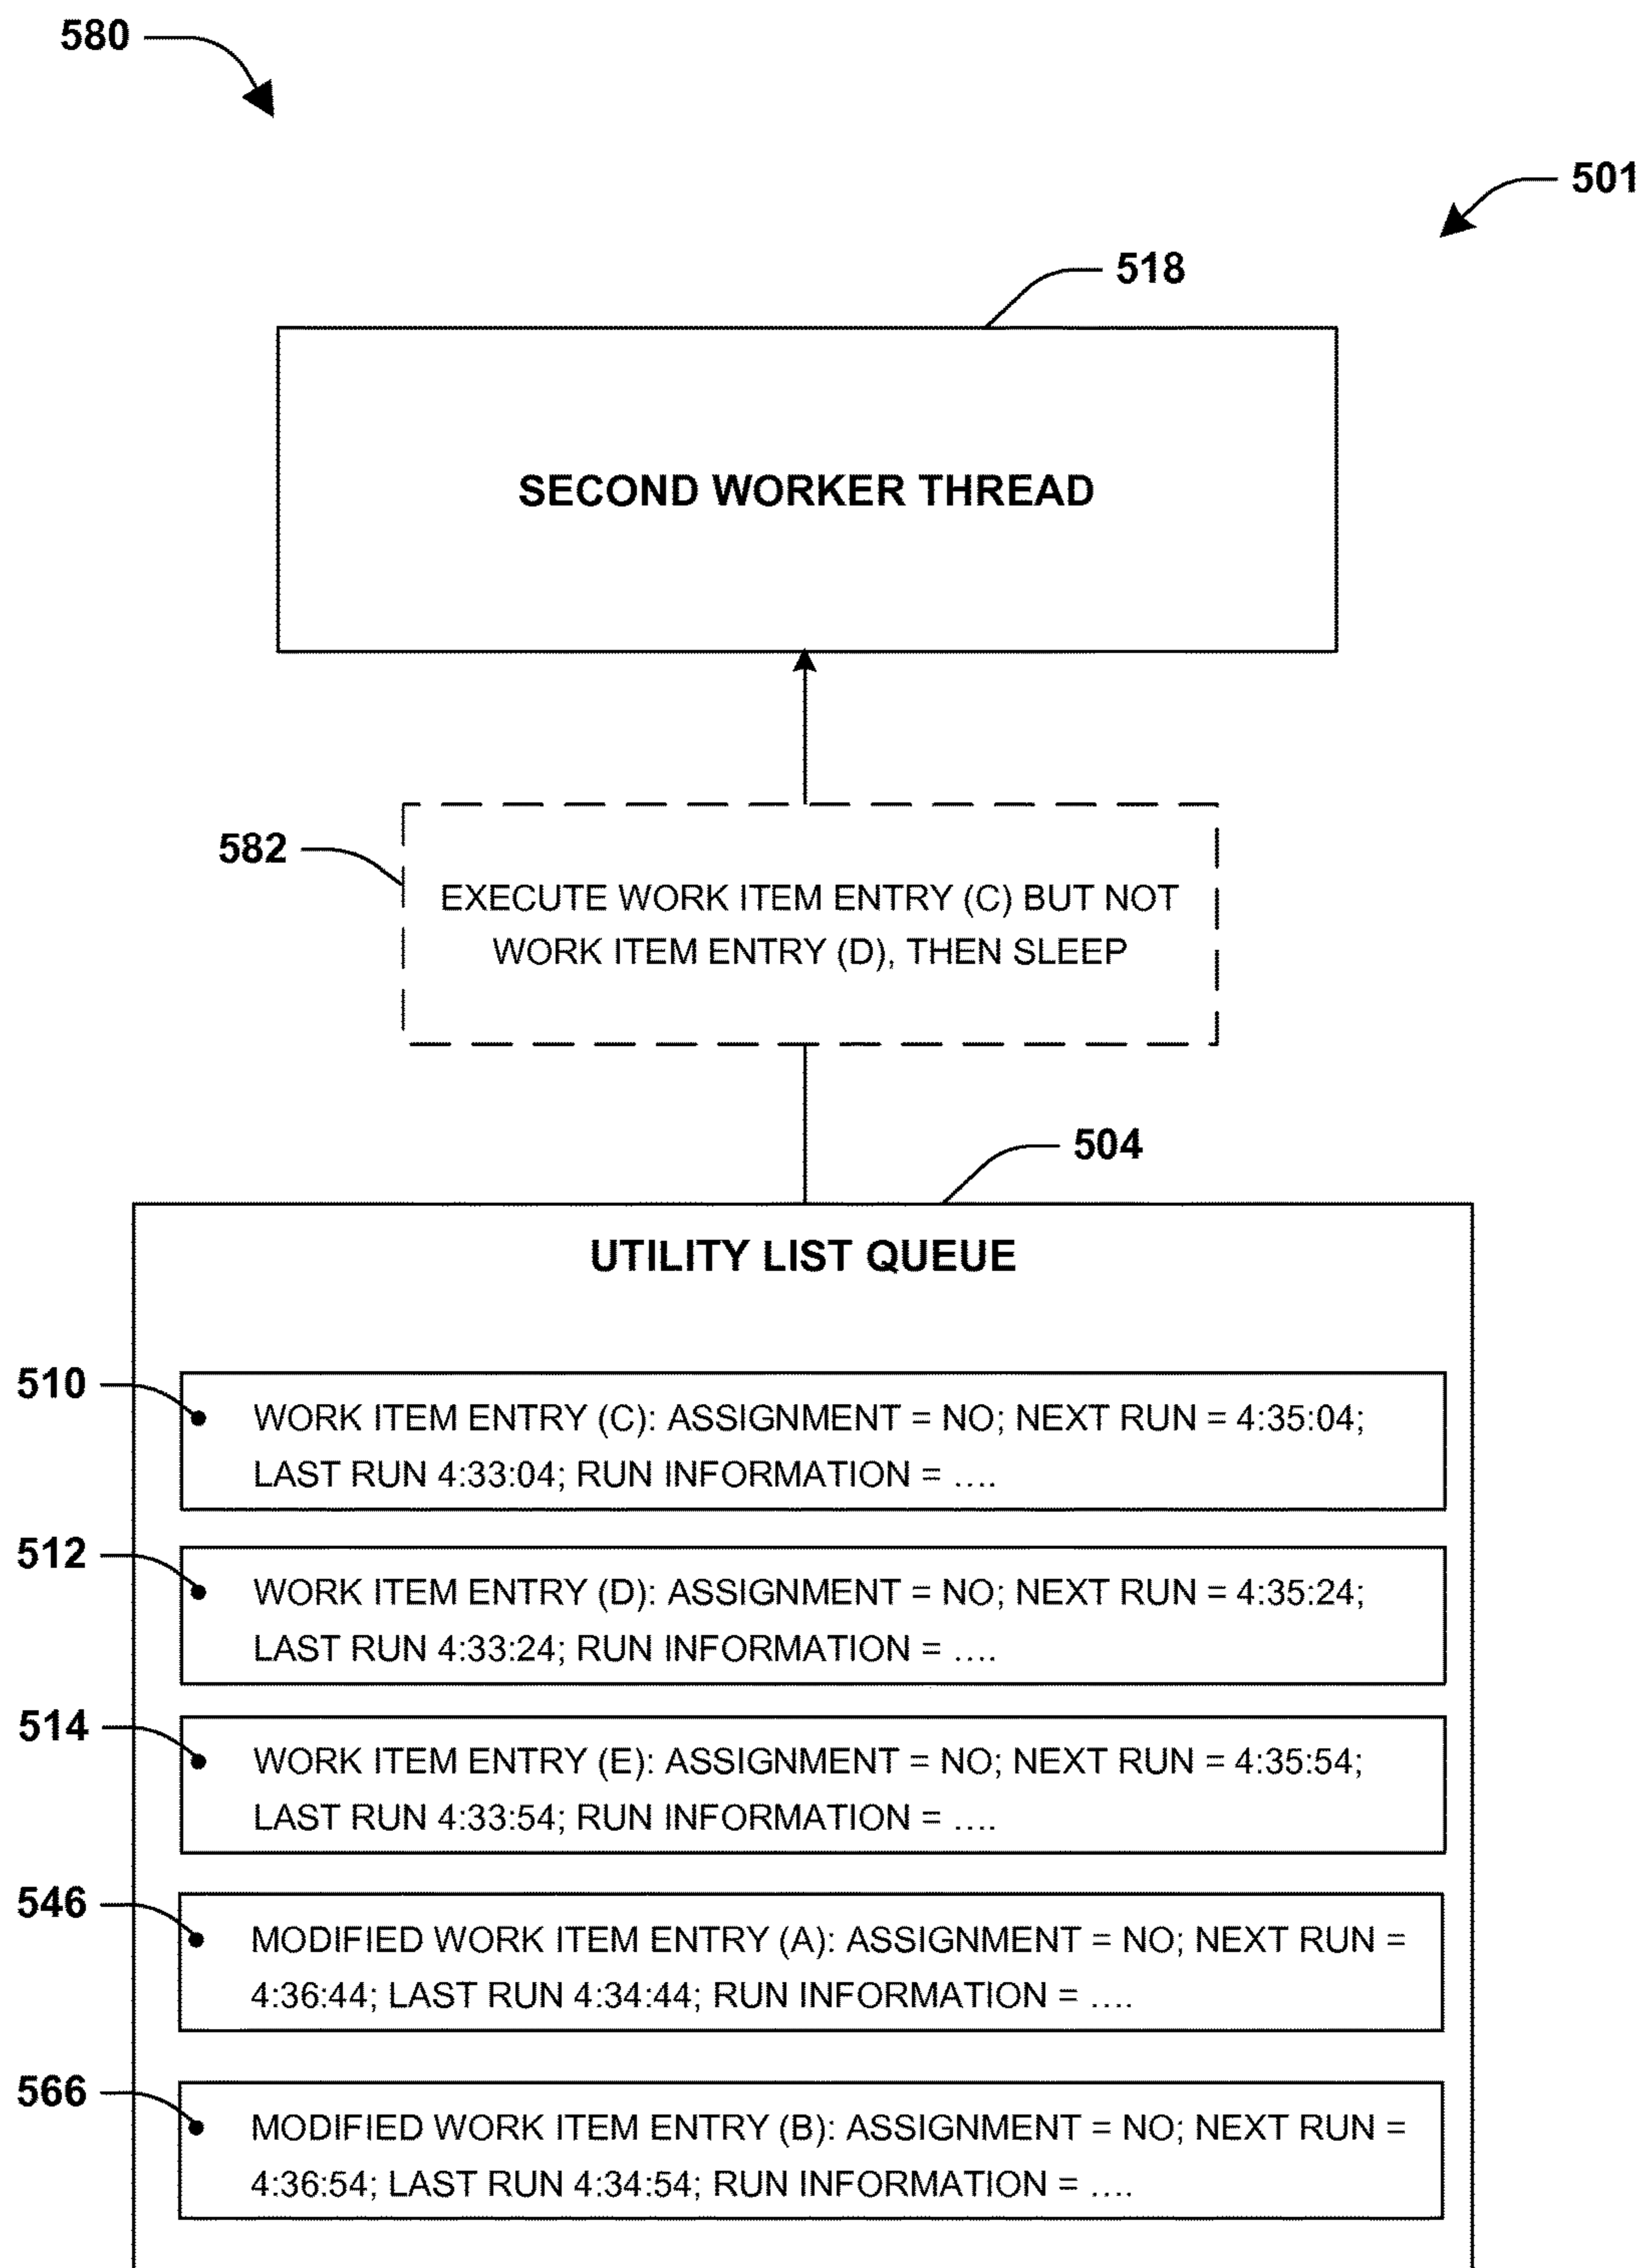 580
501
518
SECOND WORKER THREAD
582
EXECUTE WORK ITEM ENTRY (C) BUT NOT
WORK ITEM ENTRY (D), THEN SLEEP
504
UTILITY LIST QUEUE
510
WORK ITEM ENTRY (C): ASSIGNMENT = NO; NEXT RUN = 4:35:04;
LAST RUN 4:33:04; RUN INFORMATION = ....
512
WORK ITEM ENTRY (D): ASSIGNMENT = NO; NEXT RUN = 4:35:24;
LAST RUN 4:33:24; RUN INFORMATION = ....
514
WORK ITEM ENTRY (E): ASSIGNMENT = NO; NEXT RUN = 4:35:54;
LAST RUN 4:33:54; RUN INFORMATION = ....
546
MODIFIED WORK ITEM ENTRY (A): ASSIGNMENT = NO; NEXT RUN =
4:36:44; LAST RUN 4:34:44; RUN INFORMATION = ....
566
MODIFIED WORK ITEM ENTRY (B): ASSIGNMENT = NO; NEXT RUN =
4:36:54; LAST RUN 4:34:54; RUN INFORMATION = ....